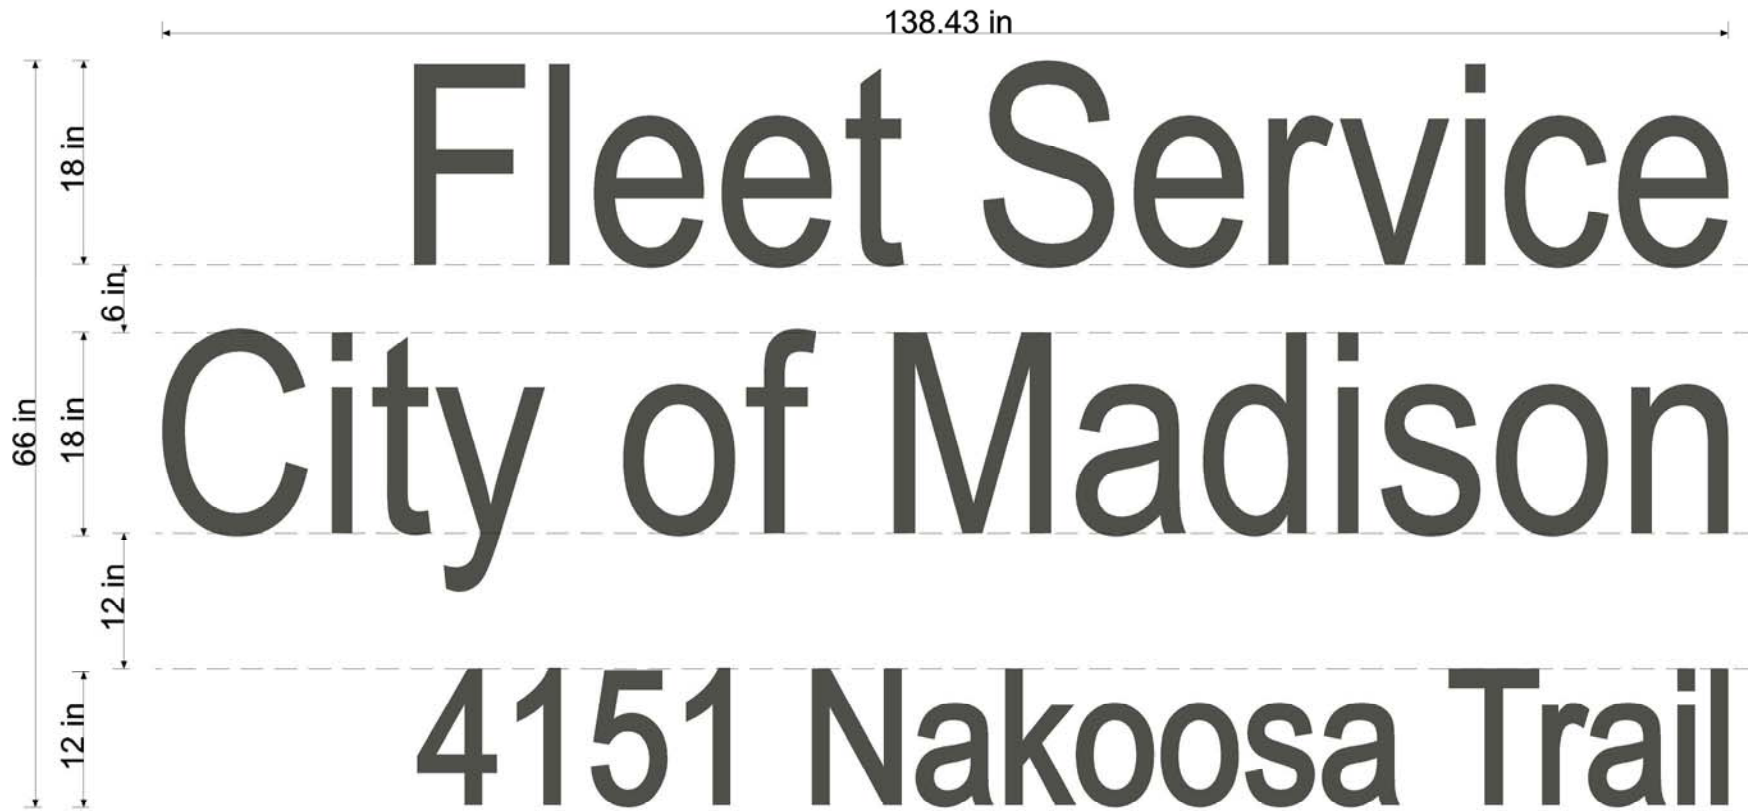 138.43 in
18 in
Fleet Service
6 in
66 in
18 in
City of Madison
12 in
12 in
4151 Nakoosa Trail